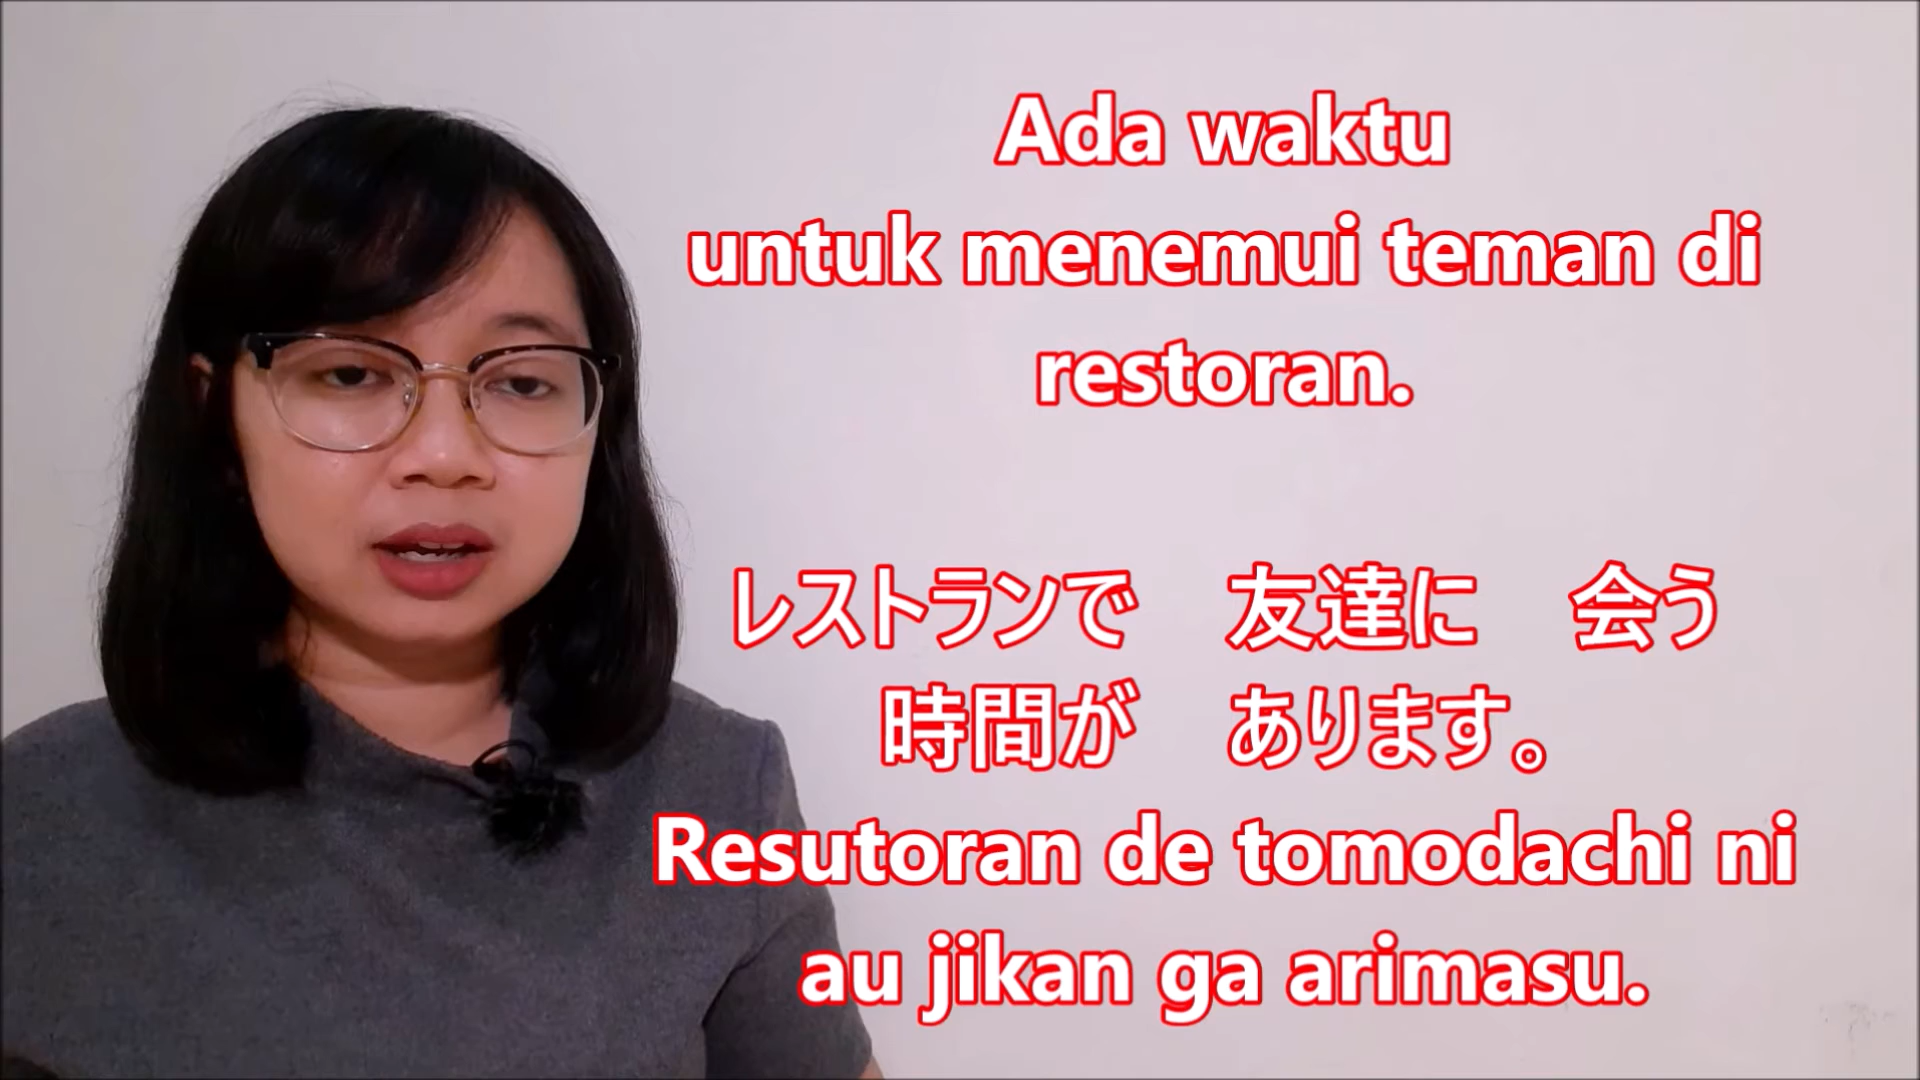 Ada waktu
untuk menemui teman di
restoran.
レストランで　友達に　会う
時間が　あります。
Resutoran de tomodachi ni
au jikan ga arimasu.